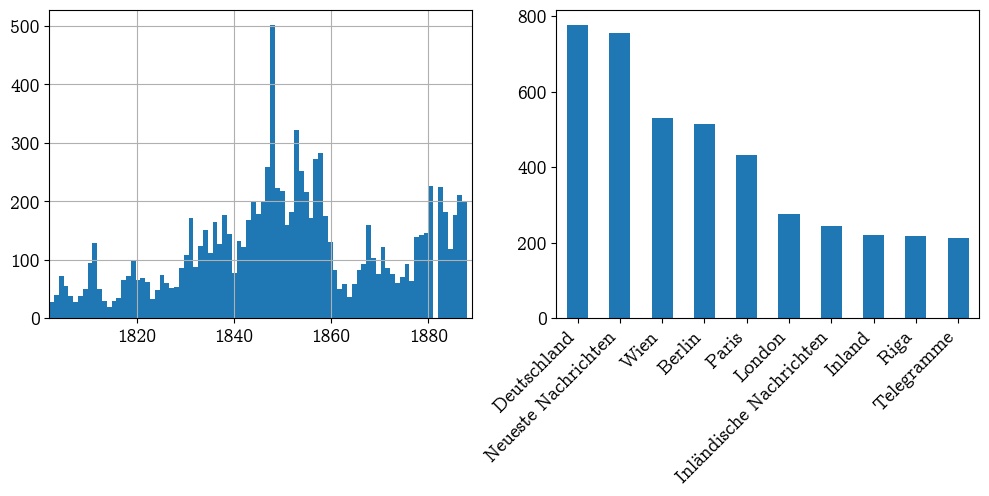 500
400
300
200
100
0
1820 1840 1860 1880
800
600
400
200
0
Deutschland
Neueste Nachrichten
Wien
Berlin
Paris
London
Inländische Nachrichten
Inland
Riga
Telegramme